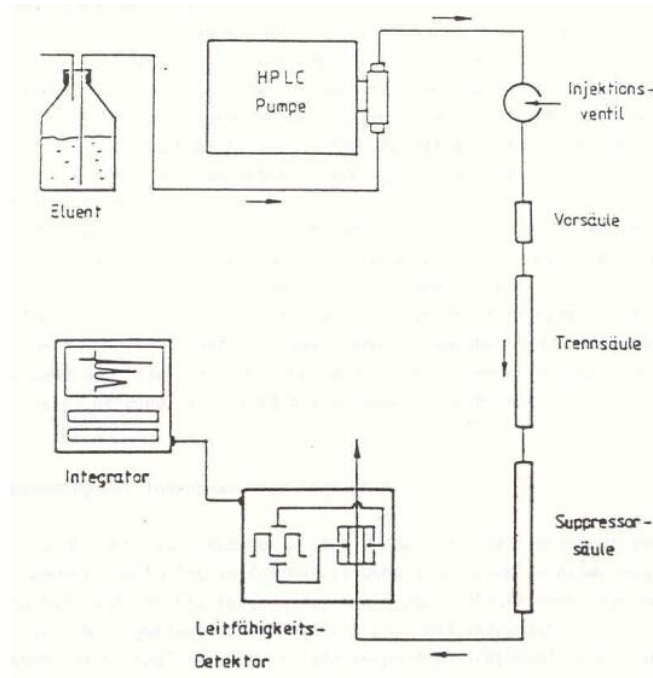 HPLC
Pumpe
Injektions-
ventil
Eluent
Vorsäule
Trennsäule
Integrator
Suppressor-
säule
Leitfähigkeits-
Detektor